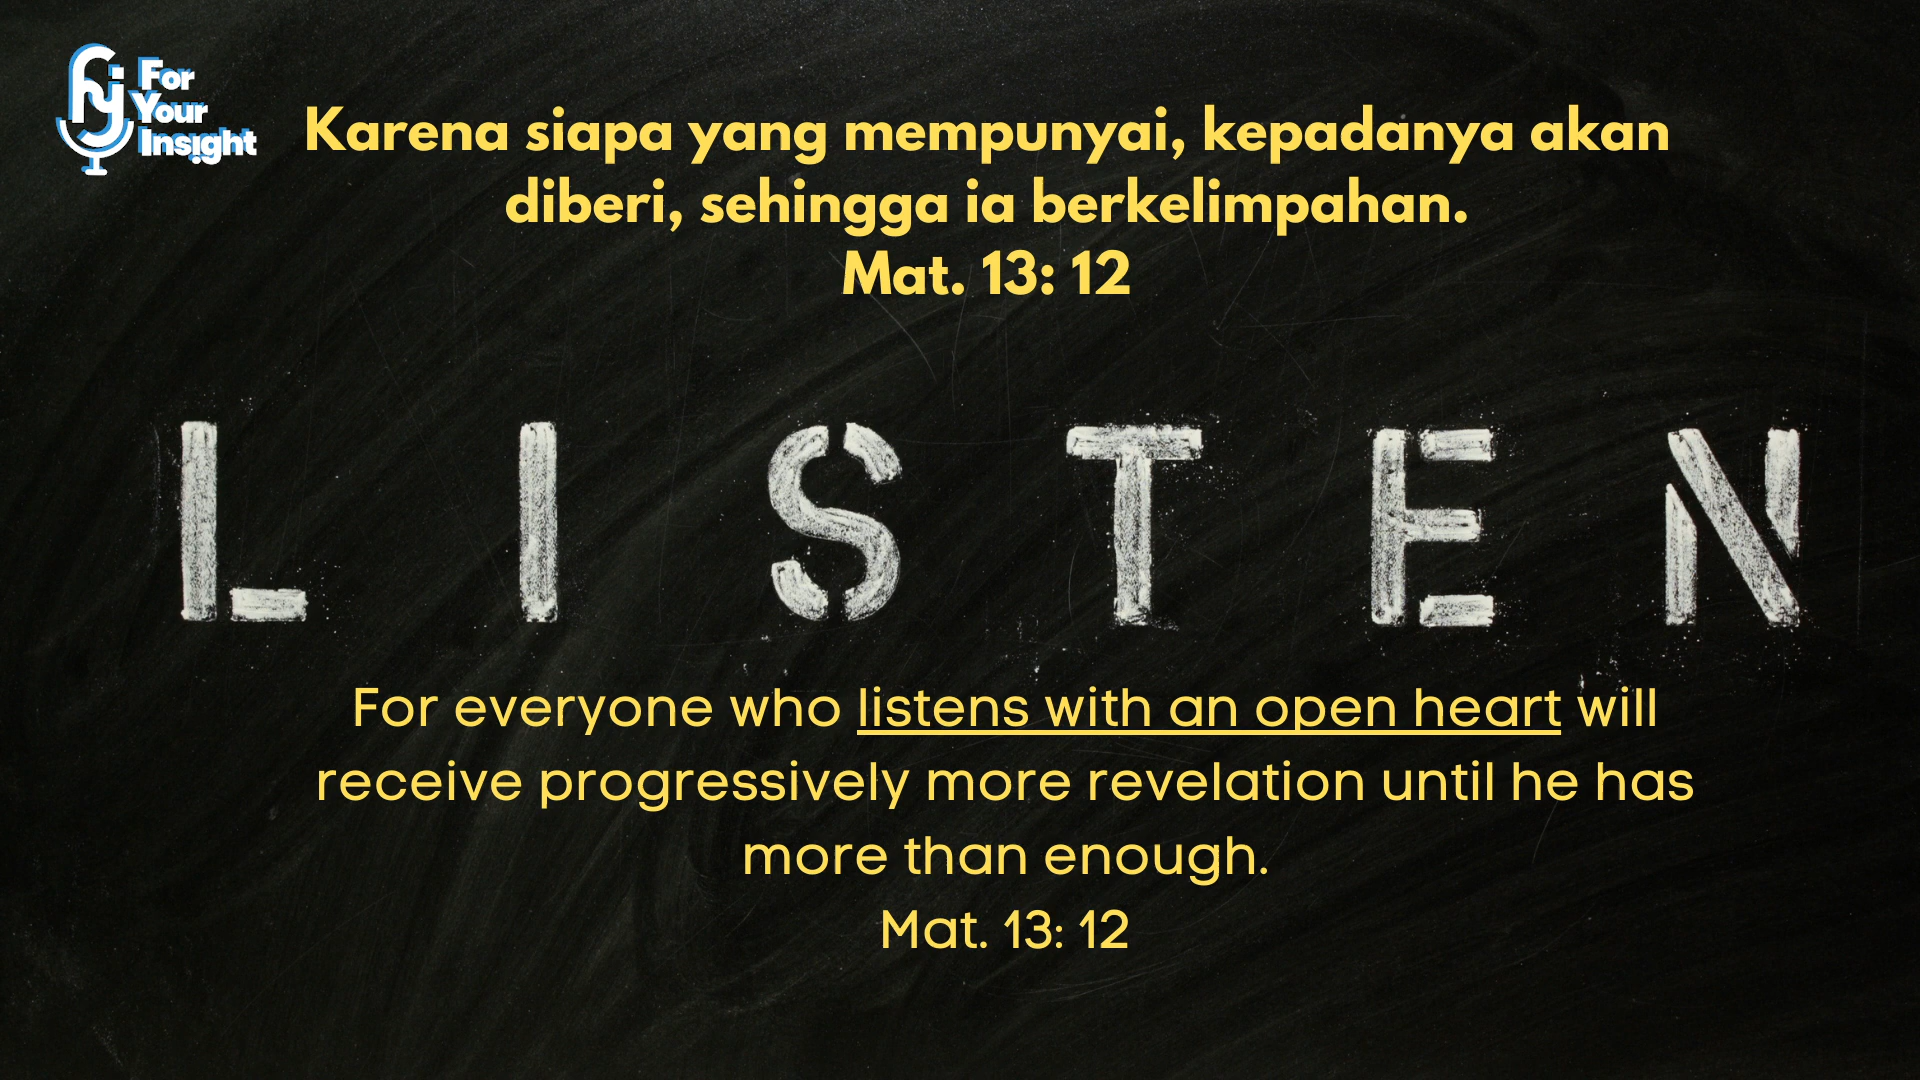 For
Your
Insight
Karena siapa yang mempunyai, kepadanya akan
diberi, sehingga ia berkelimpahan.
Mat. 13: 12
LISTEN
For everyone who listens with an open heart will
receive progressively more revelation until he has
more than enough.
Mat. 13: 12